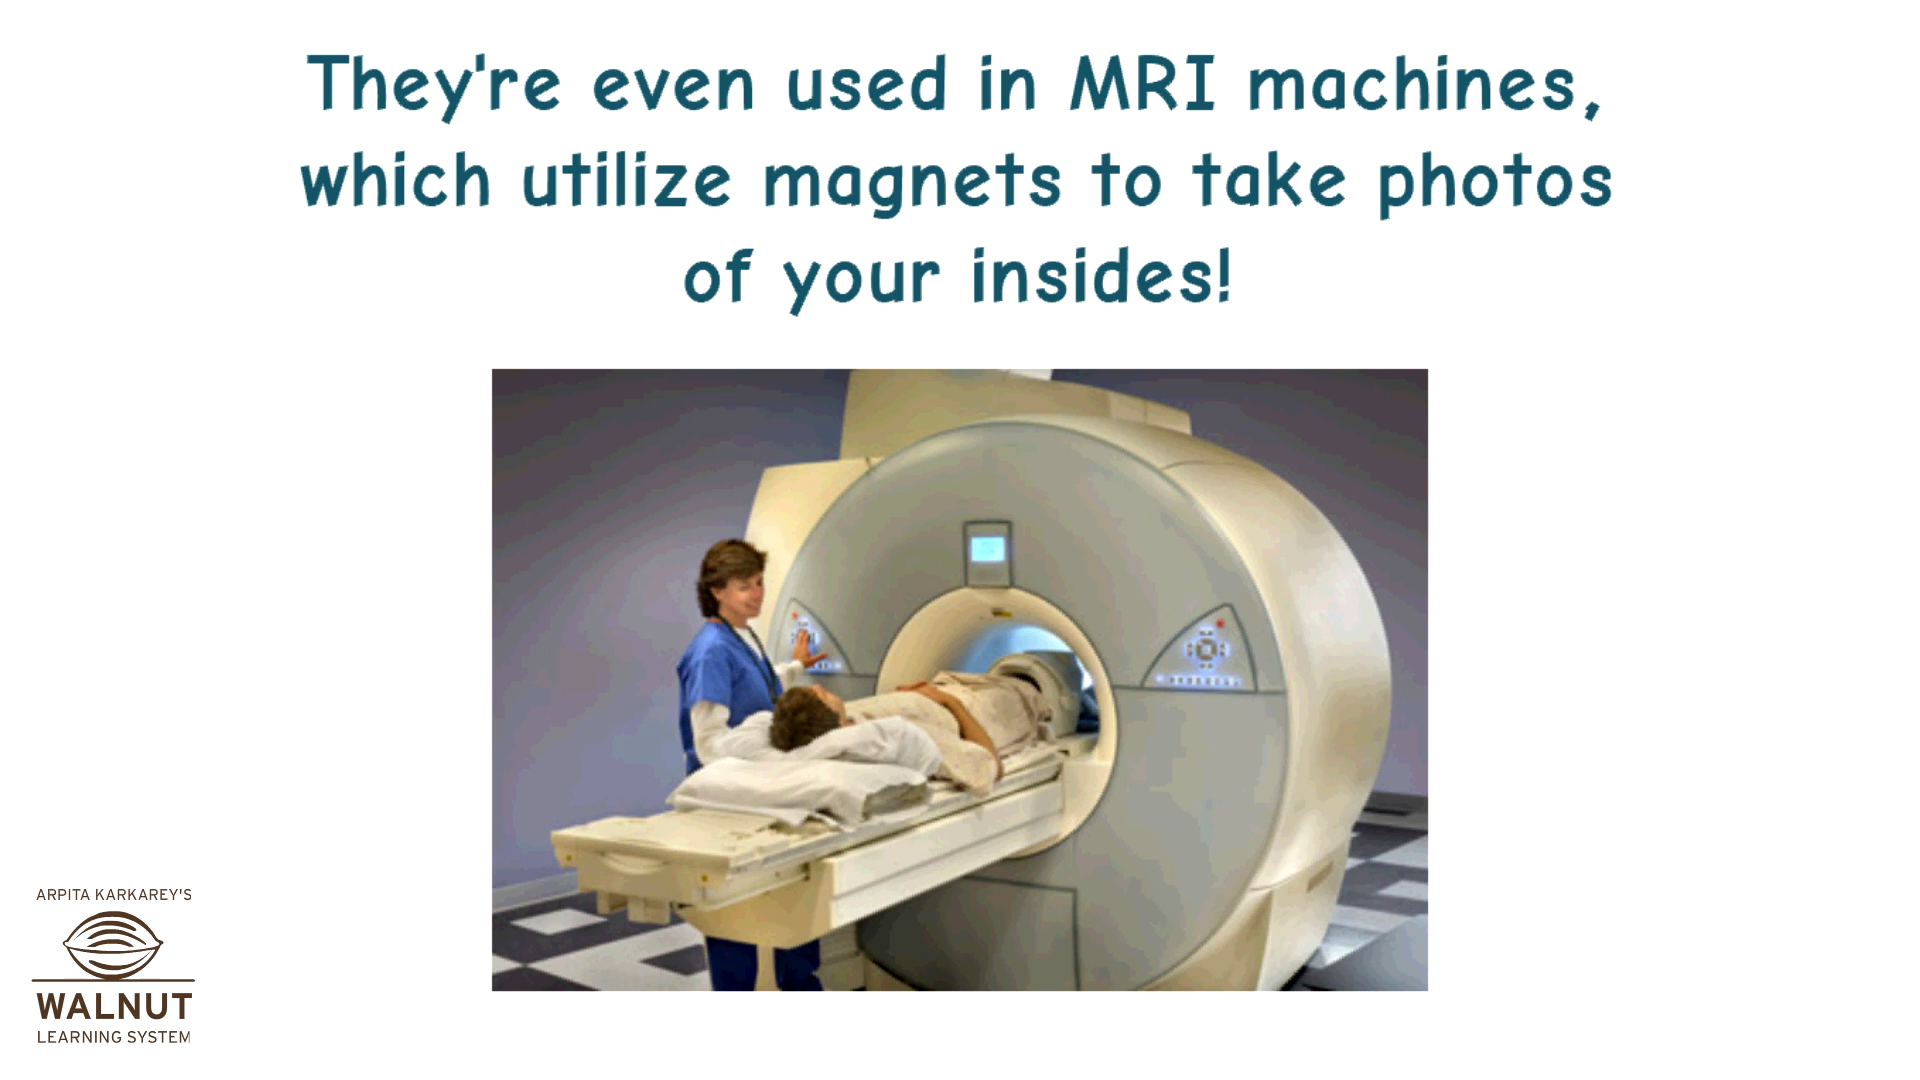 They're even used in MRI machines,
which utilize magnets to take photos
of your insides!
ARPITA KARKAREY'S
WALNUT
LEARNING SYSTEM